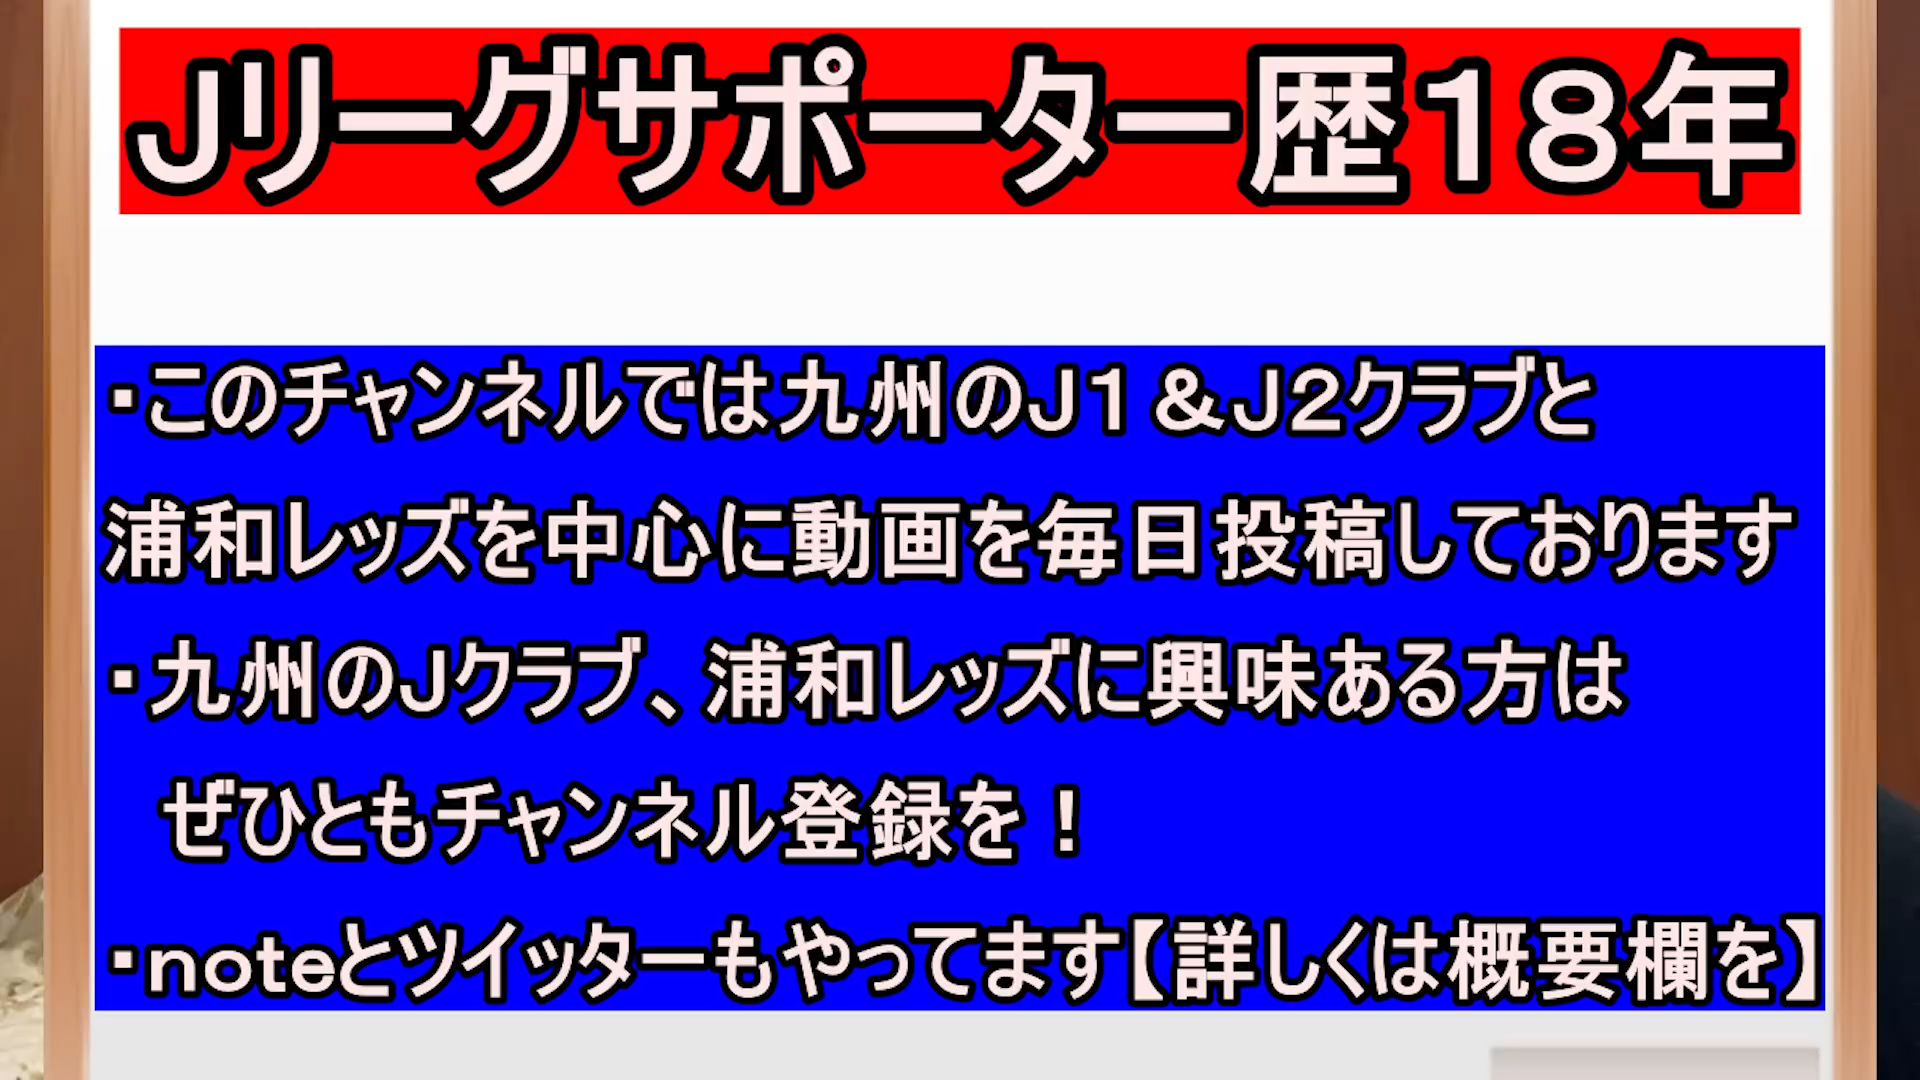 Jリーグサポーター歴18年
・このチャンネルでは九州のJ1&J2クラブと
浦和レッズを中心に動画を毎日投稿しております
・九州のJクラブ、浦和レッズに興味ある方は
ぜひともチャンネル登録を！
・noteとツイッターもやってます【詳しくは概要欄を】